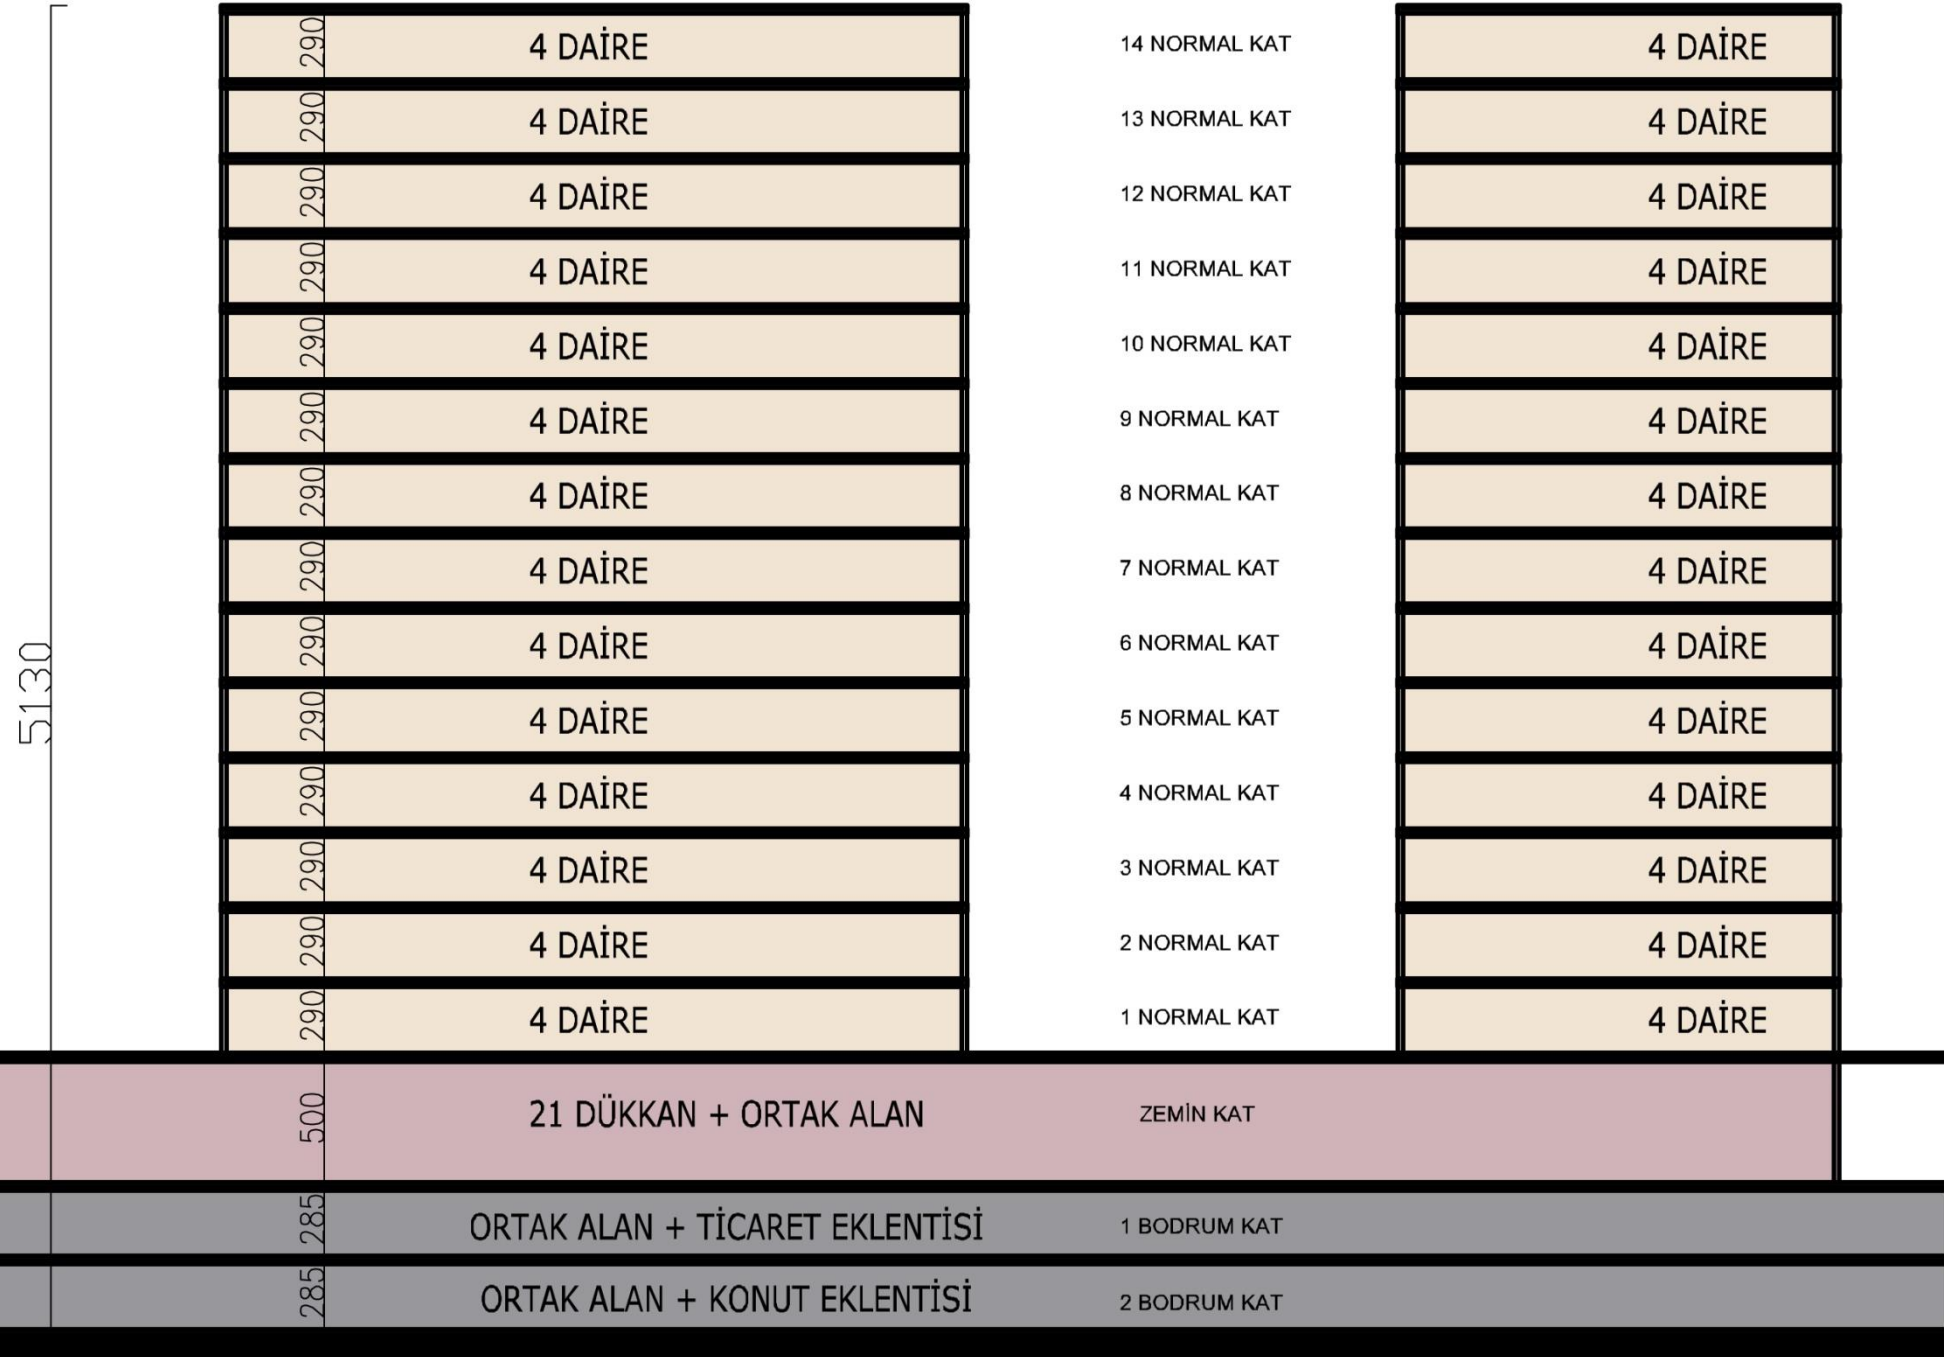 290 4 DAİRE 14 NORMAL KAT 4 DAİRE
290 4 DAİRE 13 NORMAL KAT 4 DAİRE
290 4 DAİRE 12 NORMAL KAT 4 DAİRE
290 4 DAİRE 11 NORMAL KAT 4 DAİRE
290 4 DAİRE 10 NORMAL KAT 4 DAİRE
290 4 DAİRE 9 NORMAL KAT 4 DAİRE
290 4 DAİRE 8 NORMAL KAT 4 DAİRE
290 4 DAİRE 7 NORMAL KAT 4 DAİRE
290 4 DAİRE 6 NORMAL KAT 4 DAİRE
5130
290 4 DAİRE 5 NORMAL KAT 4 DAİRE
290 4 DAİRE 4 NORMAL KAT 4 DAİRE
290 4 DAİRE 3 NORMAL KAT 4 DAİRE
290 4 DAİRE 2 NORMAL KAT 4 DAİRE
290 4 DAİRE 1 NORMAL KAT 4 DAİRE
500 21 DÜKKAN + ORTAK ALAN ZEMİN KAT
285 ORTAK ALAN + TİCARET EKLENTİSİ 1 BODRUM KAT
285 ORTAK ALAN + KONUT EKLENTİSİ 2 BODRUM KAT